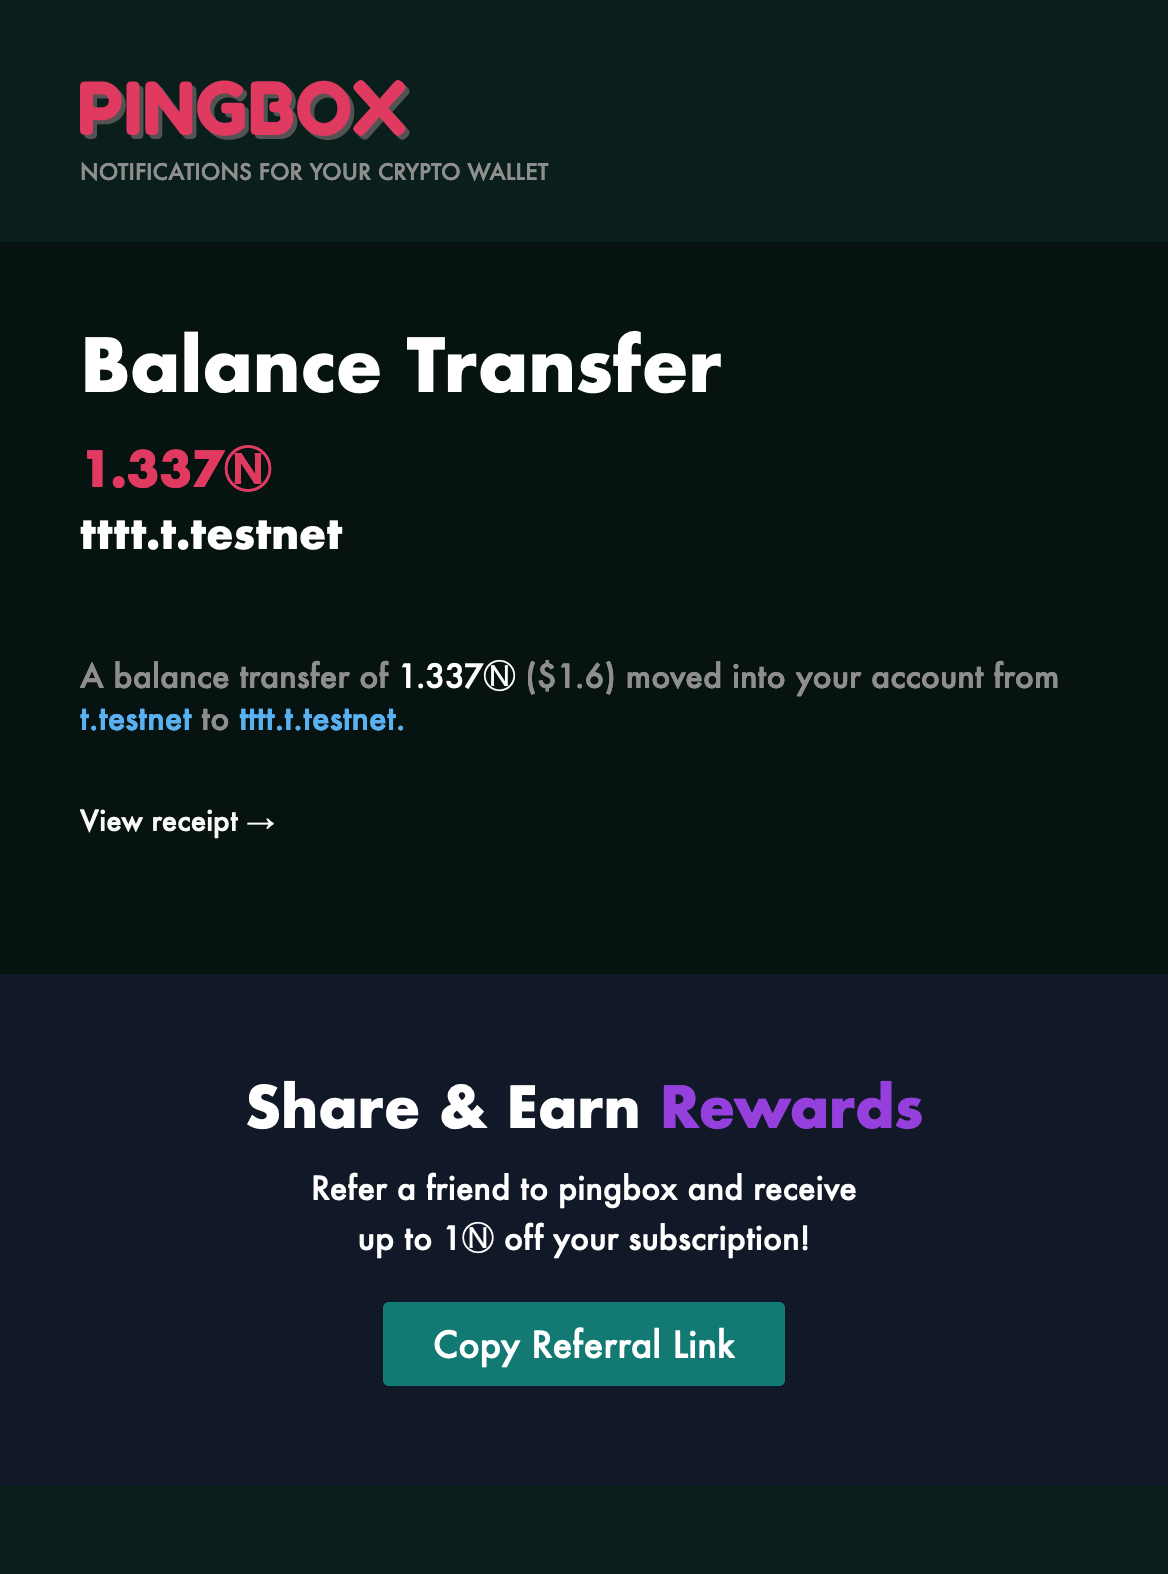 PINGBOX
NOTIFICATIONS FOR YOUR CRYPTO WALLET
Balance Transfer
1.337Ⓝ
tttt.t.testnet
A balance transfer of 1.337Ⓝ ($1.6) moved into your account from
t.testnet to tttt.t.testnet.
View receipt →
Share & Earn Rewards
Refer a friend to pingbox and receive
up to 1Ⓝ off your subscription!
Copy Referral Link